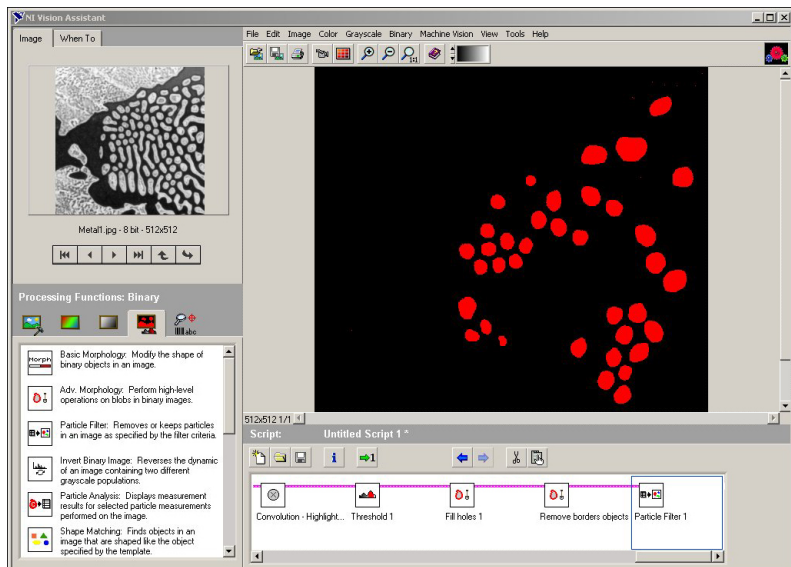 NI Vision Assistant
Image When To
File Edit Image Color Grayscale Binary Machine Vision View Tools Help
1:1
Metal1.jpg - 8 bit - 512x512
Processing Functions: Binary
abc
Morph
Basic Morphology: Modify the shape of
binary objects in an image.
Adv. Morphology: Perform high-level
operations on blobs in binary images.
Particle Filter: Removes or keeps particles
in an image as specified by the filter criteria.
Invert Binary Image: Reverses the dynamic
of an image containing two different
grayscale populations.
Particle Analysis: Displays measurement
results for selected particle measurements
performed on the image.
Shape Matching: Finds objects in an
image that are shaped like the object
specified by the template.
512x512 1/1
Script: Untitled Script 1 *
i
1
Convolution - Highlight... Threshold 1 Fill holes 1 Remove borders objects Particle Filter 1